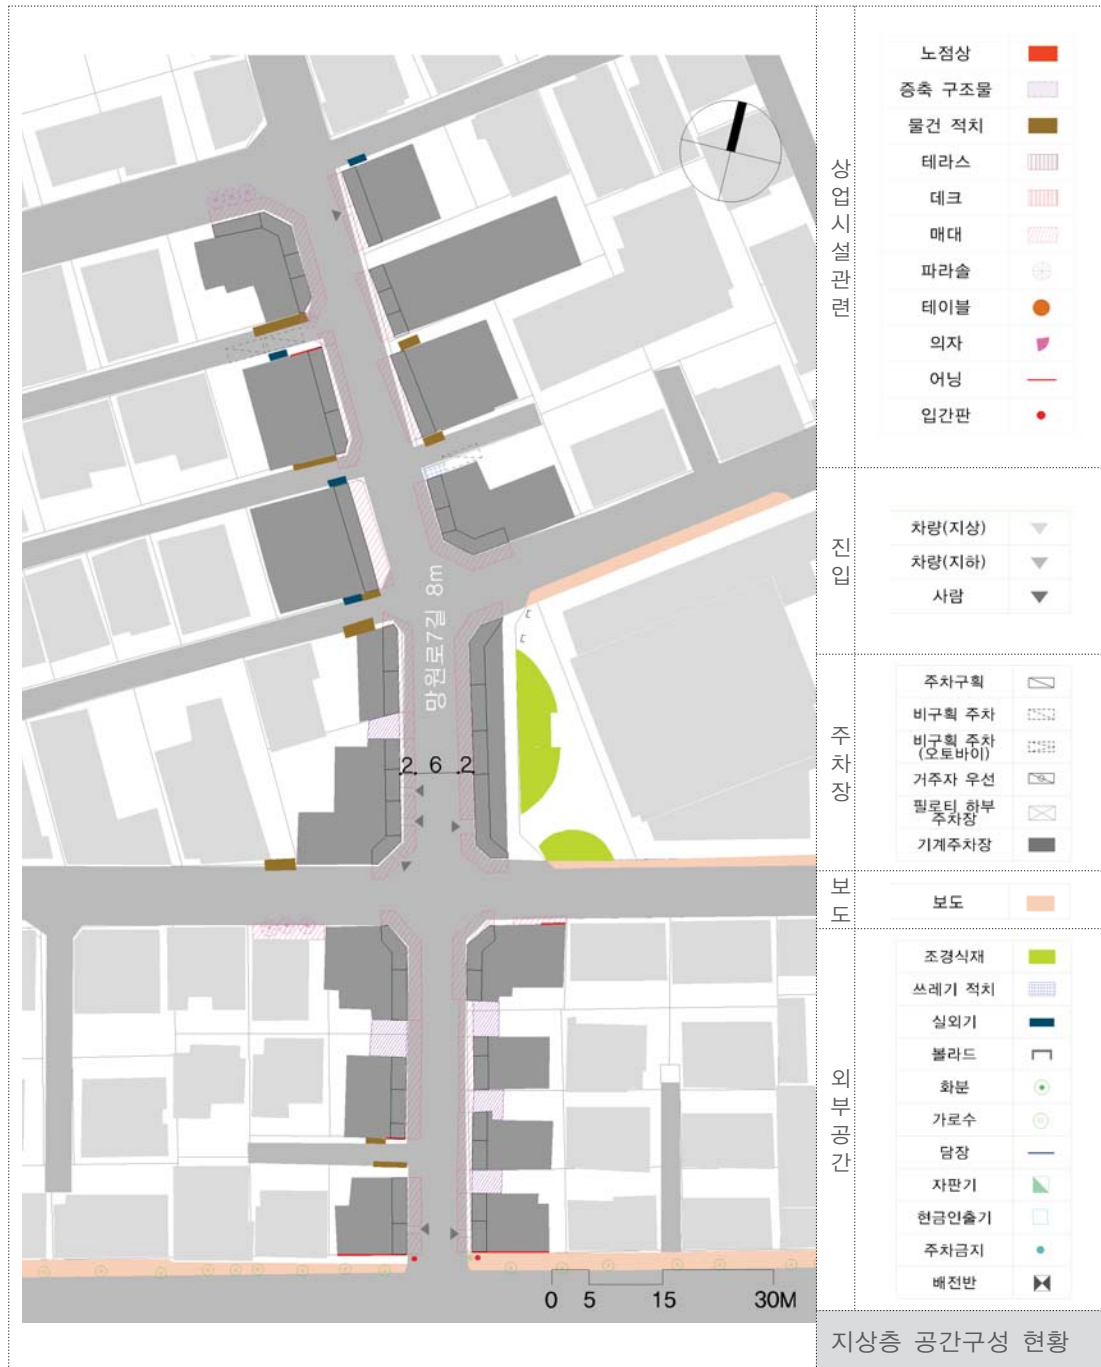 망원로7길 8m
2 6 2
0 5 15 30M
상업시설관련
노점상
증축 구조물
물건 적치
테라스
데크
매대
파라솔
테이블
의자
어닝
입간판
진입
차량(지상)
차량(지하)
사람
주차장
주차구획
비구획 주차
비구획 주차
(오토바이)
거주자 우선
필로티 하부
주차장
기계주차장
보도
보도
외부공간
조경식재
쓰레기 적치
실외기
볼라드
화분
가로수
담장
자판기
현금인출기
주차금지
배전반
지상층 공간구성 현황